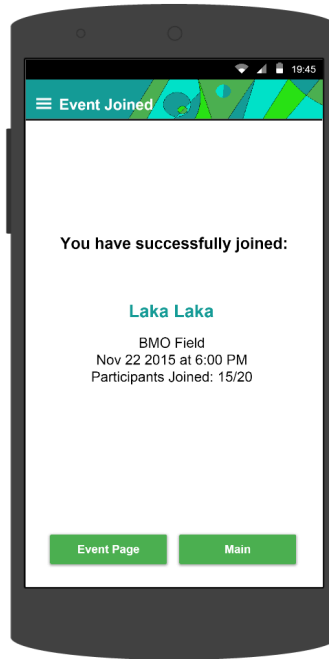 19:45
Event Joined
You have successfully joined:
Laka Laka
BMO Field
Nov 22 2015 at 6:00 PM
Participants Joined: 15/20
Event Page
Main